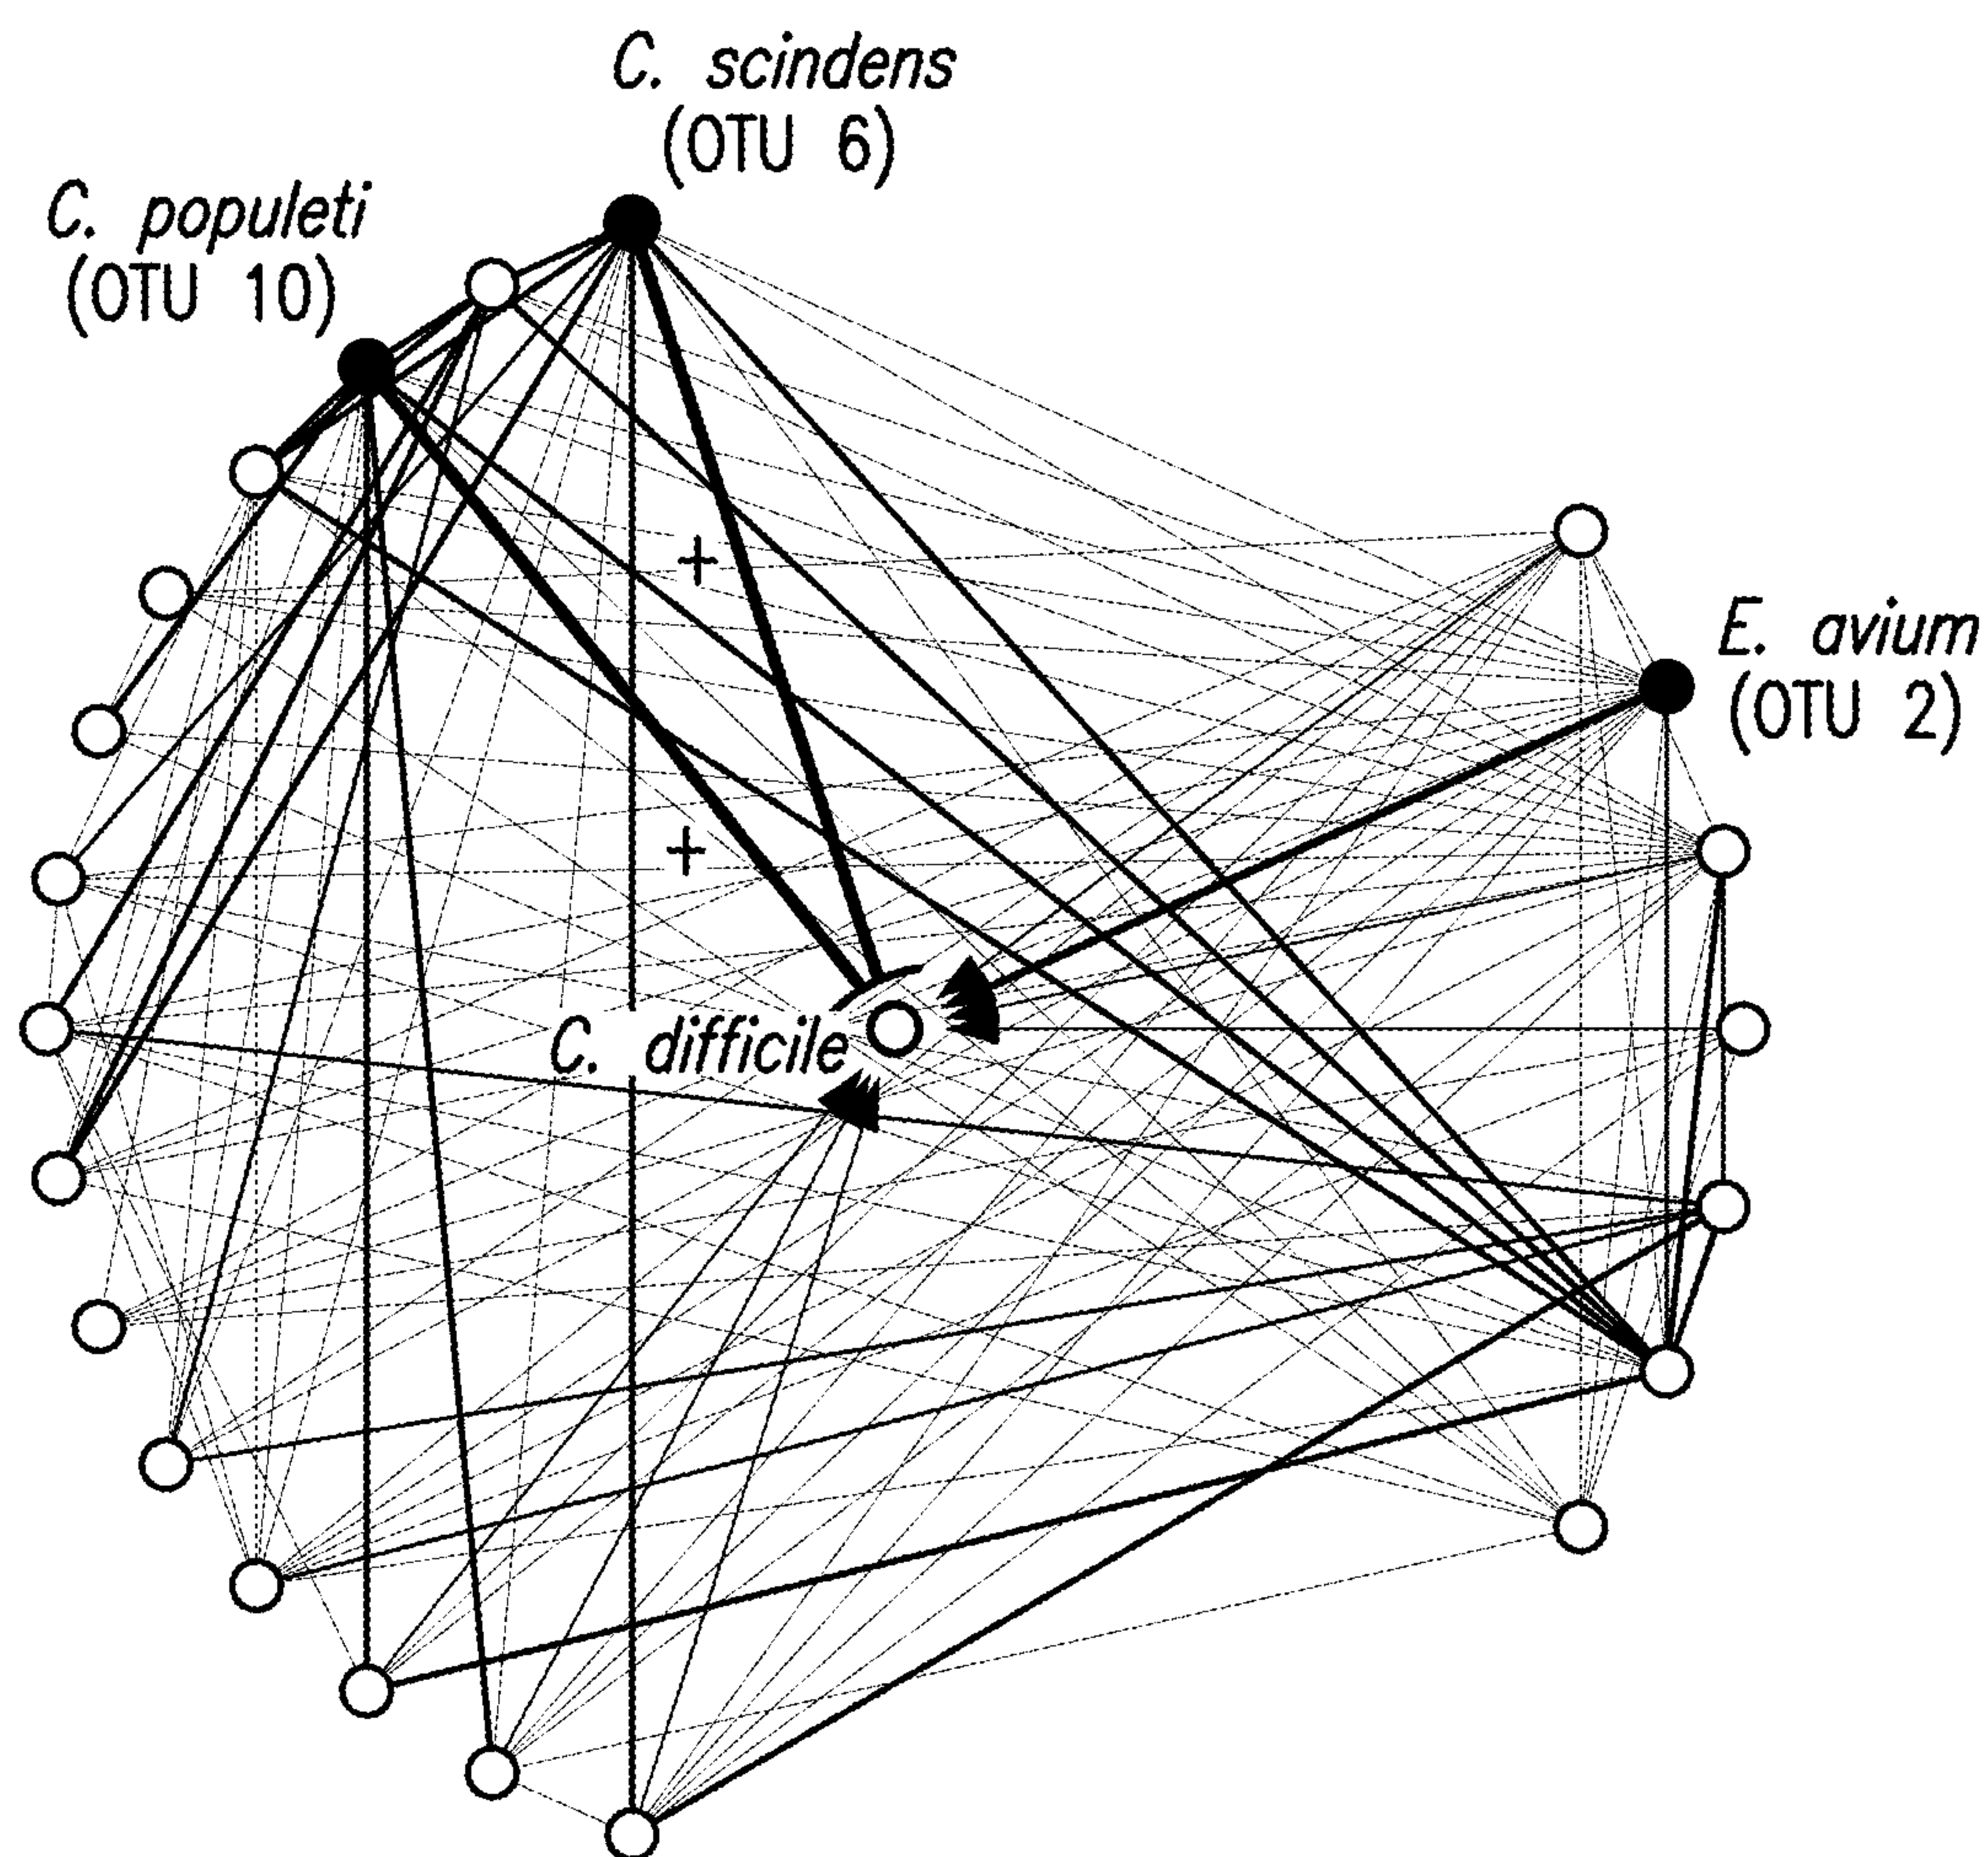 C. scindens
(OTU 6)
C. populeti
(OTU 10)
+
E. avium
(OTU 2)
+
C. difficile